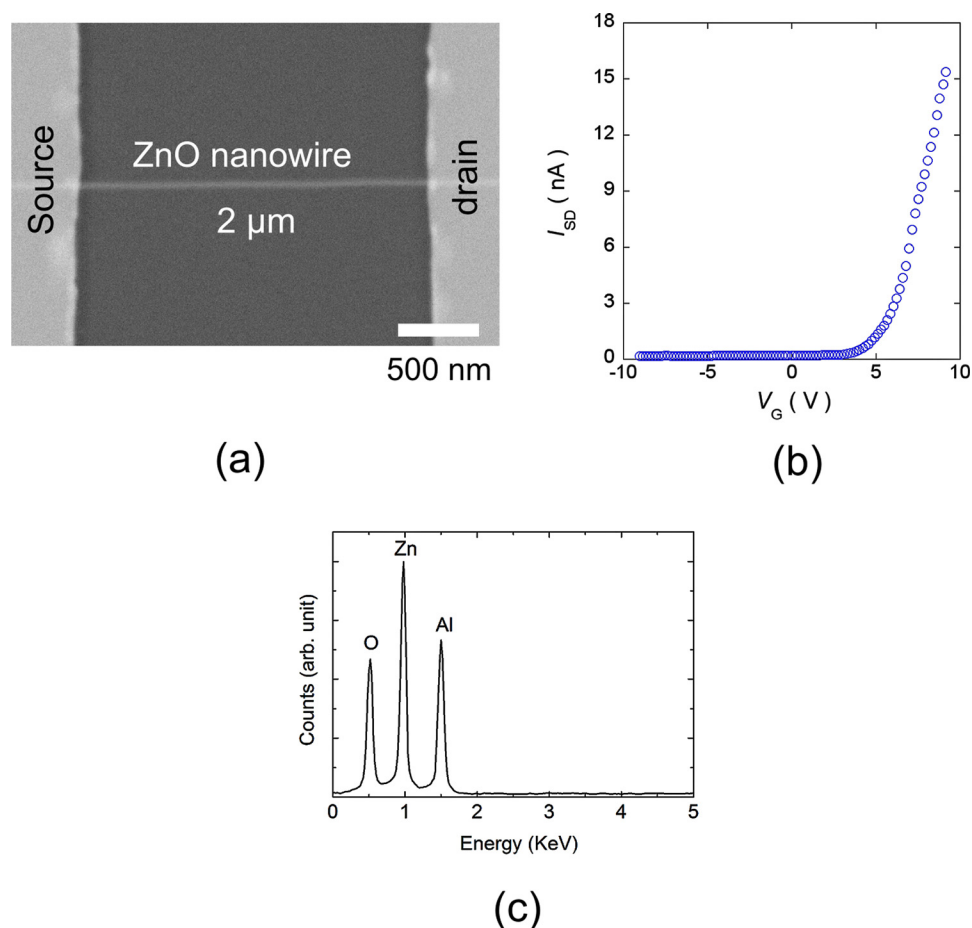 Source
ZnO nanowire
2 μm
drain
500 nm
(a)
18
15
12
9
6
3
0
I_SD ( nA )
-10 -5 0 5 10
V_G ( V )
(b)
O
Zn
Al
Counts (arb. unit)
0 1 2 3 4 5
Energy (KeV)
(c)